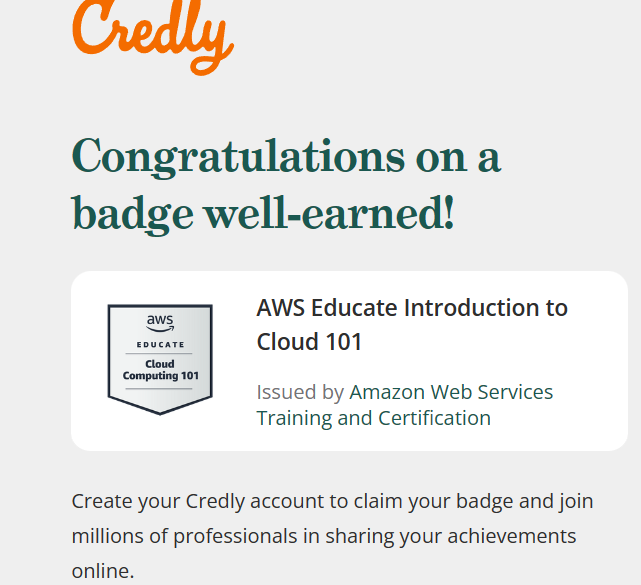 Credly
Congratulations on a
badge well-earned!
aws
EDUCATE
Cloud
Computing 101
AWS Educate Introduction to
Cloud 101
Issued by Amazon Web Services
Training and Certification
Create your Credly account to claim your badge and join
millions of professionals in sharing your achievements
online.